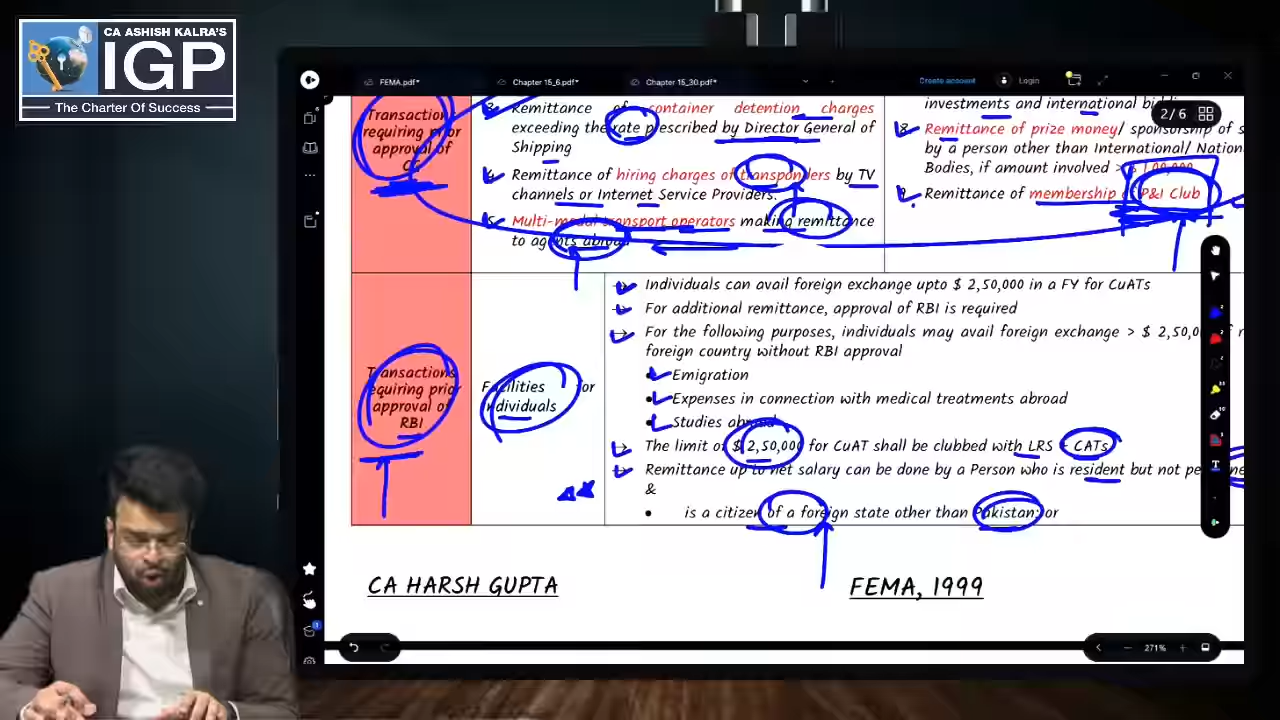 CA ASHISH KALRA'S
IGP
The Charter Of Success
FEMA.pdf*
Chapter 15_6.pdf*
Chapter 15_30.pdf*
Create account
Login
2/6
Transaction
requiring prior
approval of
CG
Remittance of container detention charges
exceeding the rate prescribed by Director General of
Shipping
Remittance of hiring charges of transponders by TV
channels or Internet Service Providers.
Multi-modal transport operators making remittance
to agents abroad
investments and international
8. Remittance of prize money/ sponsorship of
by a person other than International/
Bodies, if amount involved > $ 1,00,000
Remittance of membership of P&I Club
Transactions
requiring prior
approval of
RBI
Facilities for
individuals
Individuals can avail foreign exchange upto $ 2,50,000 in a FY for CuATs
For additional remittance, approval of RBI is required
For the following purposes, individuals may avail foreign exchange > $
foreign country without RBI approval
Emigration
Expenses in connection with medical treatments abroad
Studies abroad
The limit of $ 2,50,000 for CuAT shall be clubbed with LRS CATs
Remittance up to net salary can be done by a Person who is resident but not
&
• is a citizen of a foreign state other than Pakistan; or
CA HARSH GUPTA
FEMA, 1999
271%